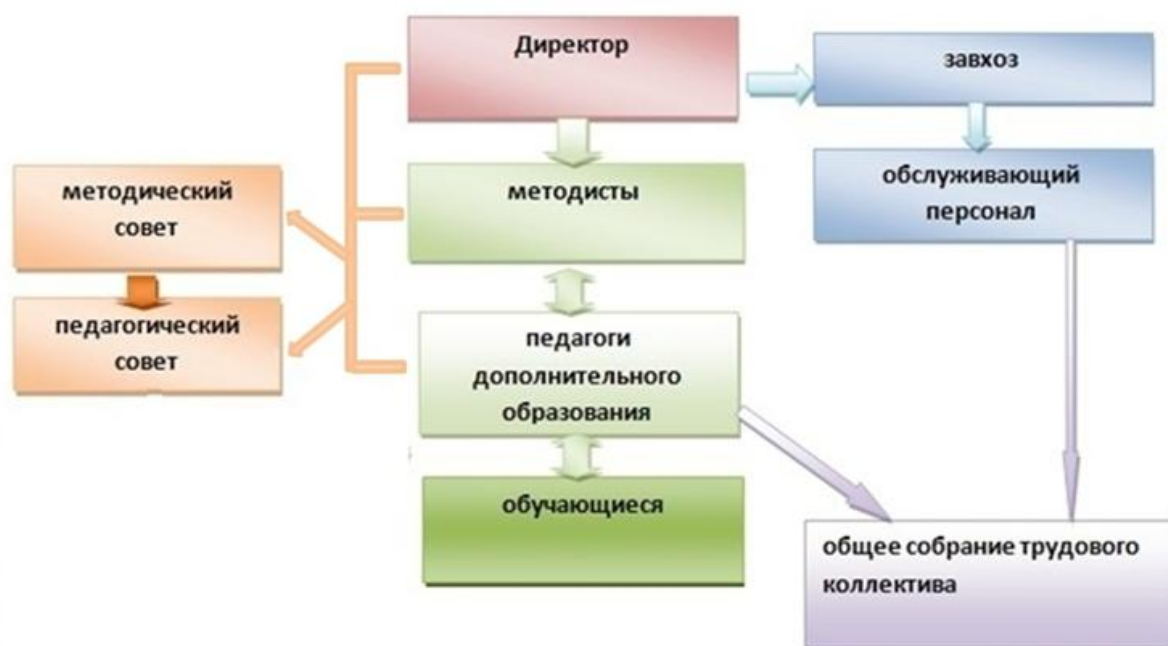 Директор
завхоз
методический
совет
методисты
обслуживающий
персонал
педагогический
совет
педагоги
дополнительного
образования
обучающиеся
общее собрание трудового
коллектива